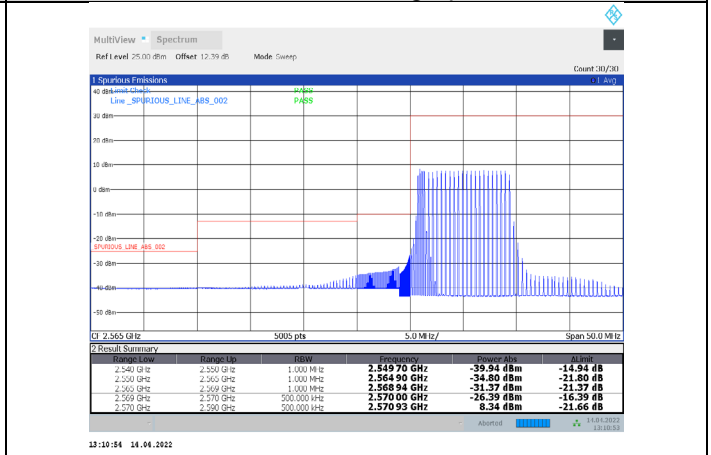 MultiView Spectrum
Ref Level 25.00 dBm Offset 12.39 dB Mode Sweep
Count 30/30
1 Spurious Emissions 1 Avg
40 dBm Limit Check PASS
Line _SPURIOUS_LINE_ABS_002 PASS
30 dBm
20 dBm
10 dBm
0 dBm
-10 dBm
-20 dBm
SPURIOUS_LINE_ABS_002
-30 dBm
-40 dBm
-50 dBm
CF 2.565 GHz 5005 pts 5.0 MHz/ Span 50.0 MHz
2 Result Summary
Range Low Range Up RBW Frequency Power Abs ΔLimit
2.540 GHz 2.550 GHz 1.000 MHz 2.549 70 GHz -39.94 dBm -14.94 dB
2.550 GHz 2.565 GHz 1.000 MHz 2.564 90 GHz -34.80 dBm -21.80 dB
2.565 GHz 2.569 GHz 1.000 MHz 2.568 94 GHz -31.37 dBm -21.37 dB
2.569 GHz 2.570 GHz 500.000 kHz 2.570 00 GHz -26.39 dBm -16.39 dB
2.570 GHz 2.590 GHz 500.000 kHz 2.570 93 GHz 8.34 dBm -21.66 dB
Aborted 14.04.2022
13:10:53
13:10:54 14.04.2022